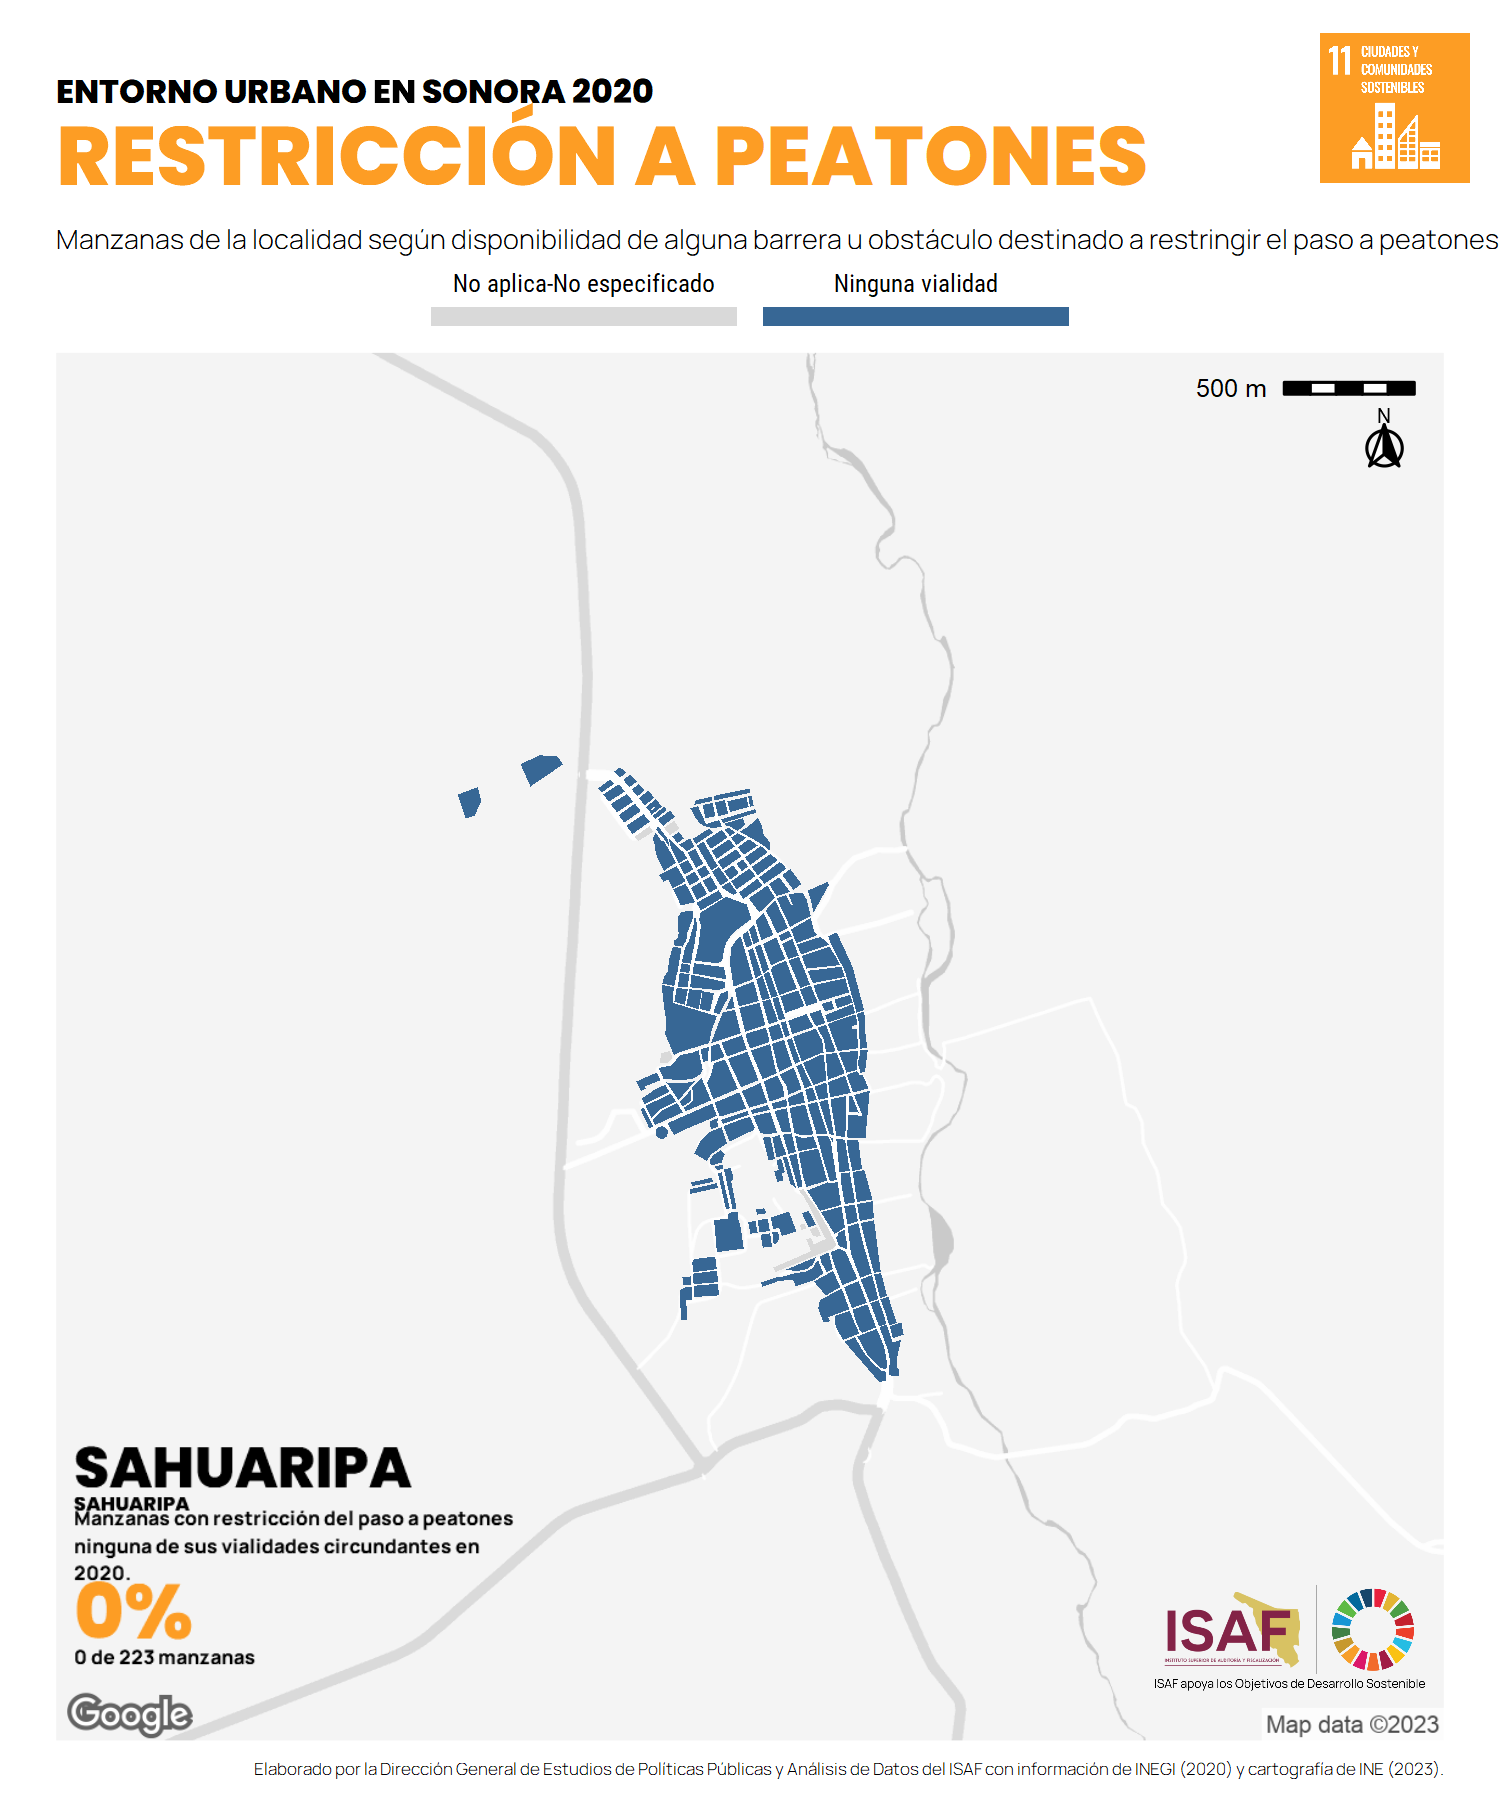 ENTORNO URBANO EN SONORA 2020
RESTRICCIÓN A PEATONES
11 CIUDADES Y
COMUNIDADES
SOSTENIBLES
Manzanas de la localidad según disponibilidad de alguna barrera u obstáculo destinado a restringir el paso a peatones
No aplica-No especificado
Ninguna vialidad
500 m
N
SAHUARIPA
SAHUARIPA
Manzanas con restricción del paso a peatones
ninguna de sus vialidades circundantes en
2020.
0%
0 de 223 manzanas
ISAF
INSTITUTO SUPERIOR DE AUDITORÍA Y FISCALIZACIÓN
ISAF apoya los Objetivos de Desarrollo Sostenible
Google
Map data ©2023
Elaborado por la Dirección General de Estudios de Políticas Públicas y Análisis de Datos del ISAF con información de INEGI (2020) y cartografía de INE (2023).